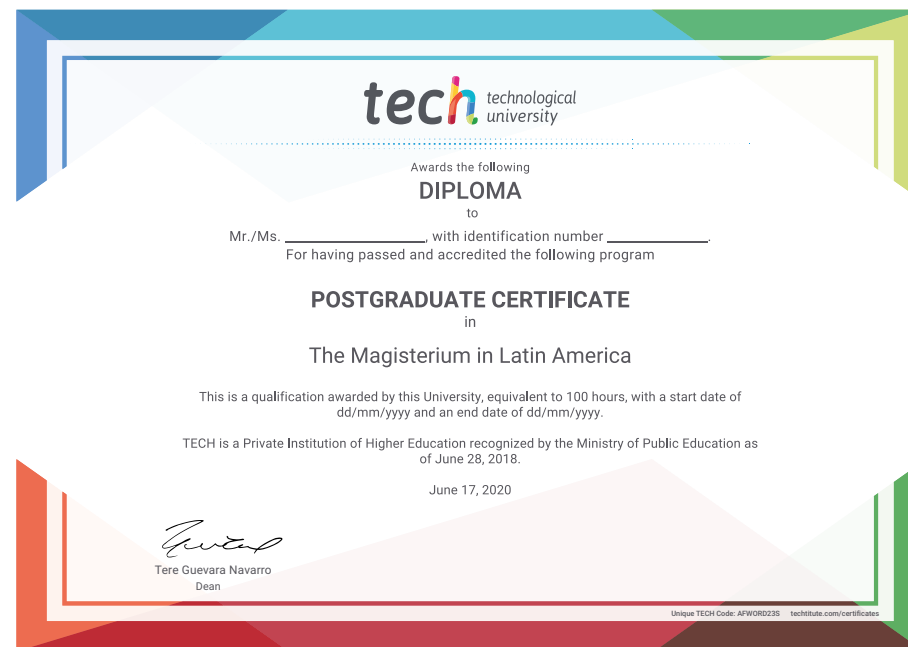 tech technological
university
Awards the following
DIPLOMA
to
Mr./Ms. ____________________, with identification number ______________.
For having passed and accredited the following program
POSTGRADUATE CERTIFICATE
in
The Magisterium in Latin America
This is a qualification awarded by this University, equivalent to 100 hours, with a start date of
dd/mm/yyyy and an end date of dd/mm/yyyy.
TECH is a Private Institution of Higher Education recognized by the Ministry of Public Education as
of June 28, 2018.
June 17, 2020
Tere Guevara Navarro
Dean
Unique TECH Code: AFWORD23S techtitute.com/certificates